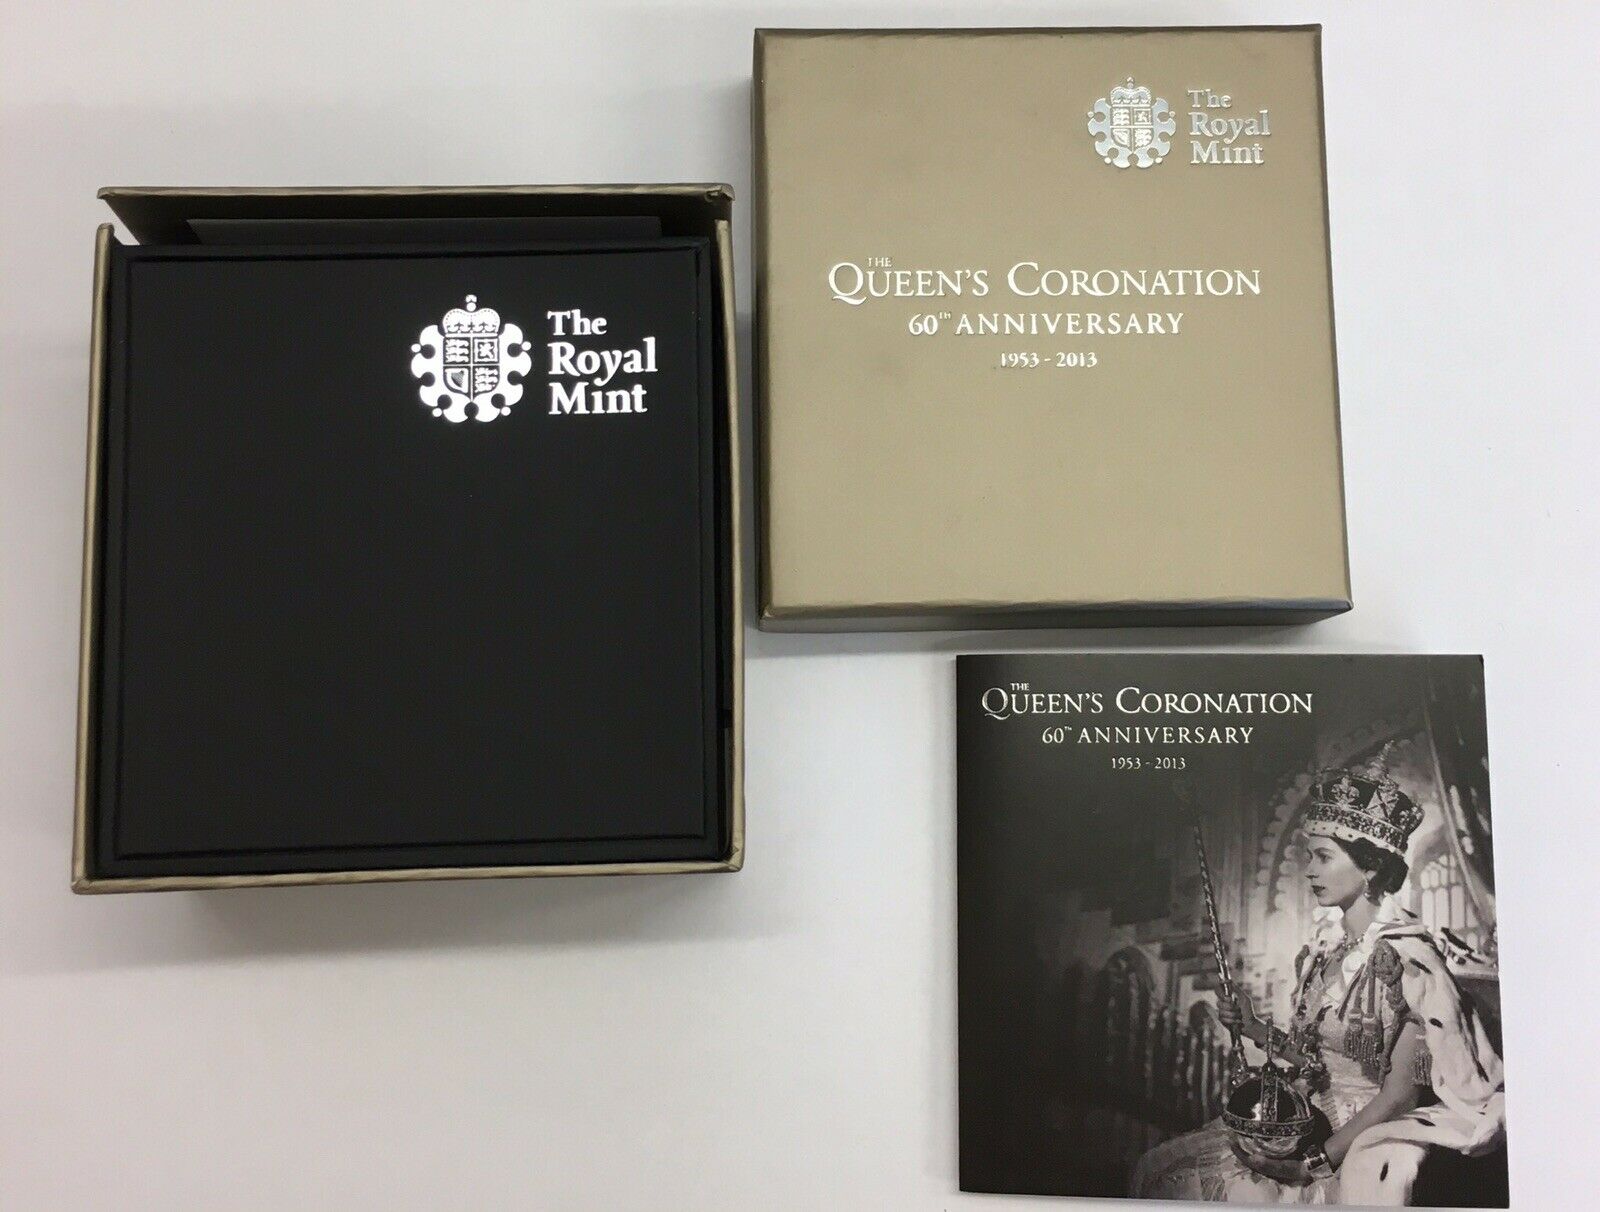 The
Royal
Mint
The
Royal
Mint
THE
QUEEN'S CORONATION
60TH ANNIVERSARY
1953 - 2013
THE
QUEEN'S CORONATION
60TH ANNIVERSARY
1953 - 2013